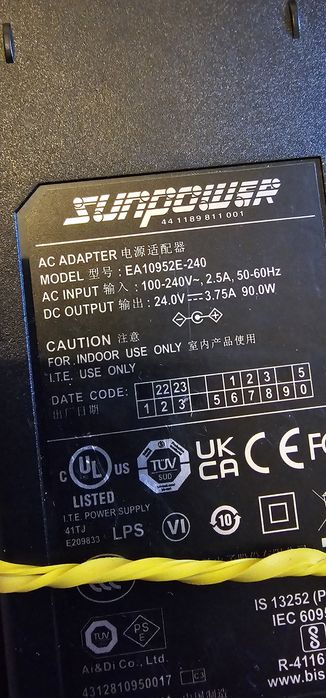 SUNPOWER
441189811001
AC ADAPTER 电源适配器
MODEL 型号 : EA10952E-240
AC INPUT 输入 : 100-240V~, 2.5A, 50-60Hz
DC OUTPUT 输出 : 24.0V⎓3.75A 90.0W
CAUTION 注意
FOR INDOOR USE ONLY 室内产品使用
I.T.E. USE ONLY
DATE CODE: 22 23 1 2 3 5
出厂日期 1 2 3 5 6 7 8 9 0
C UL US TÜV SÜD UK CA CE FC
LISTED
I.T.E. POWER SUPPLY
41TJ
E209833 LPS VI 10
IS 13252 (P
IEC 6095
TUV PS E
R-4116
Ai&Di Co., Ltd. www.bis
4312810950017 C3